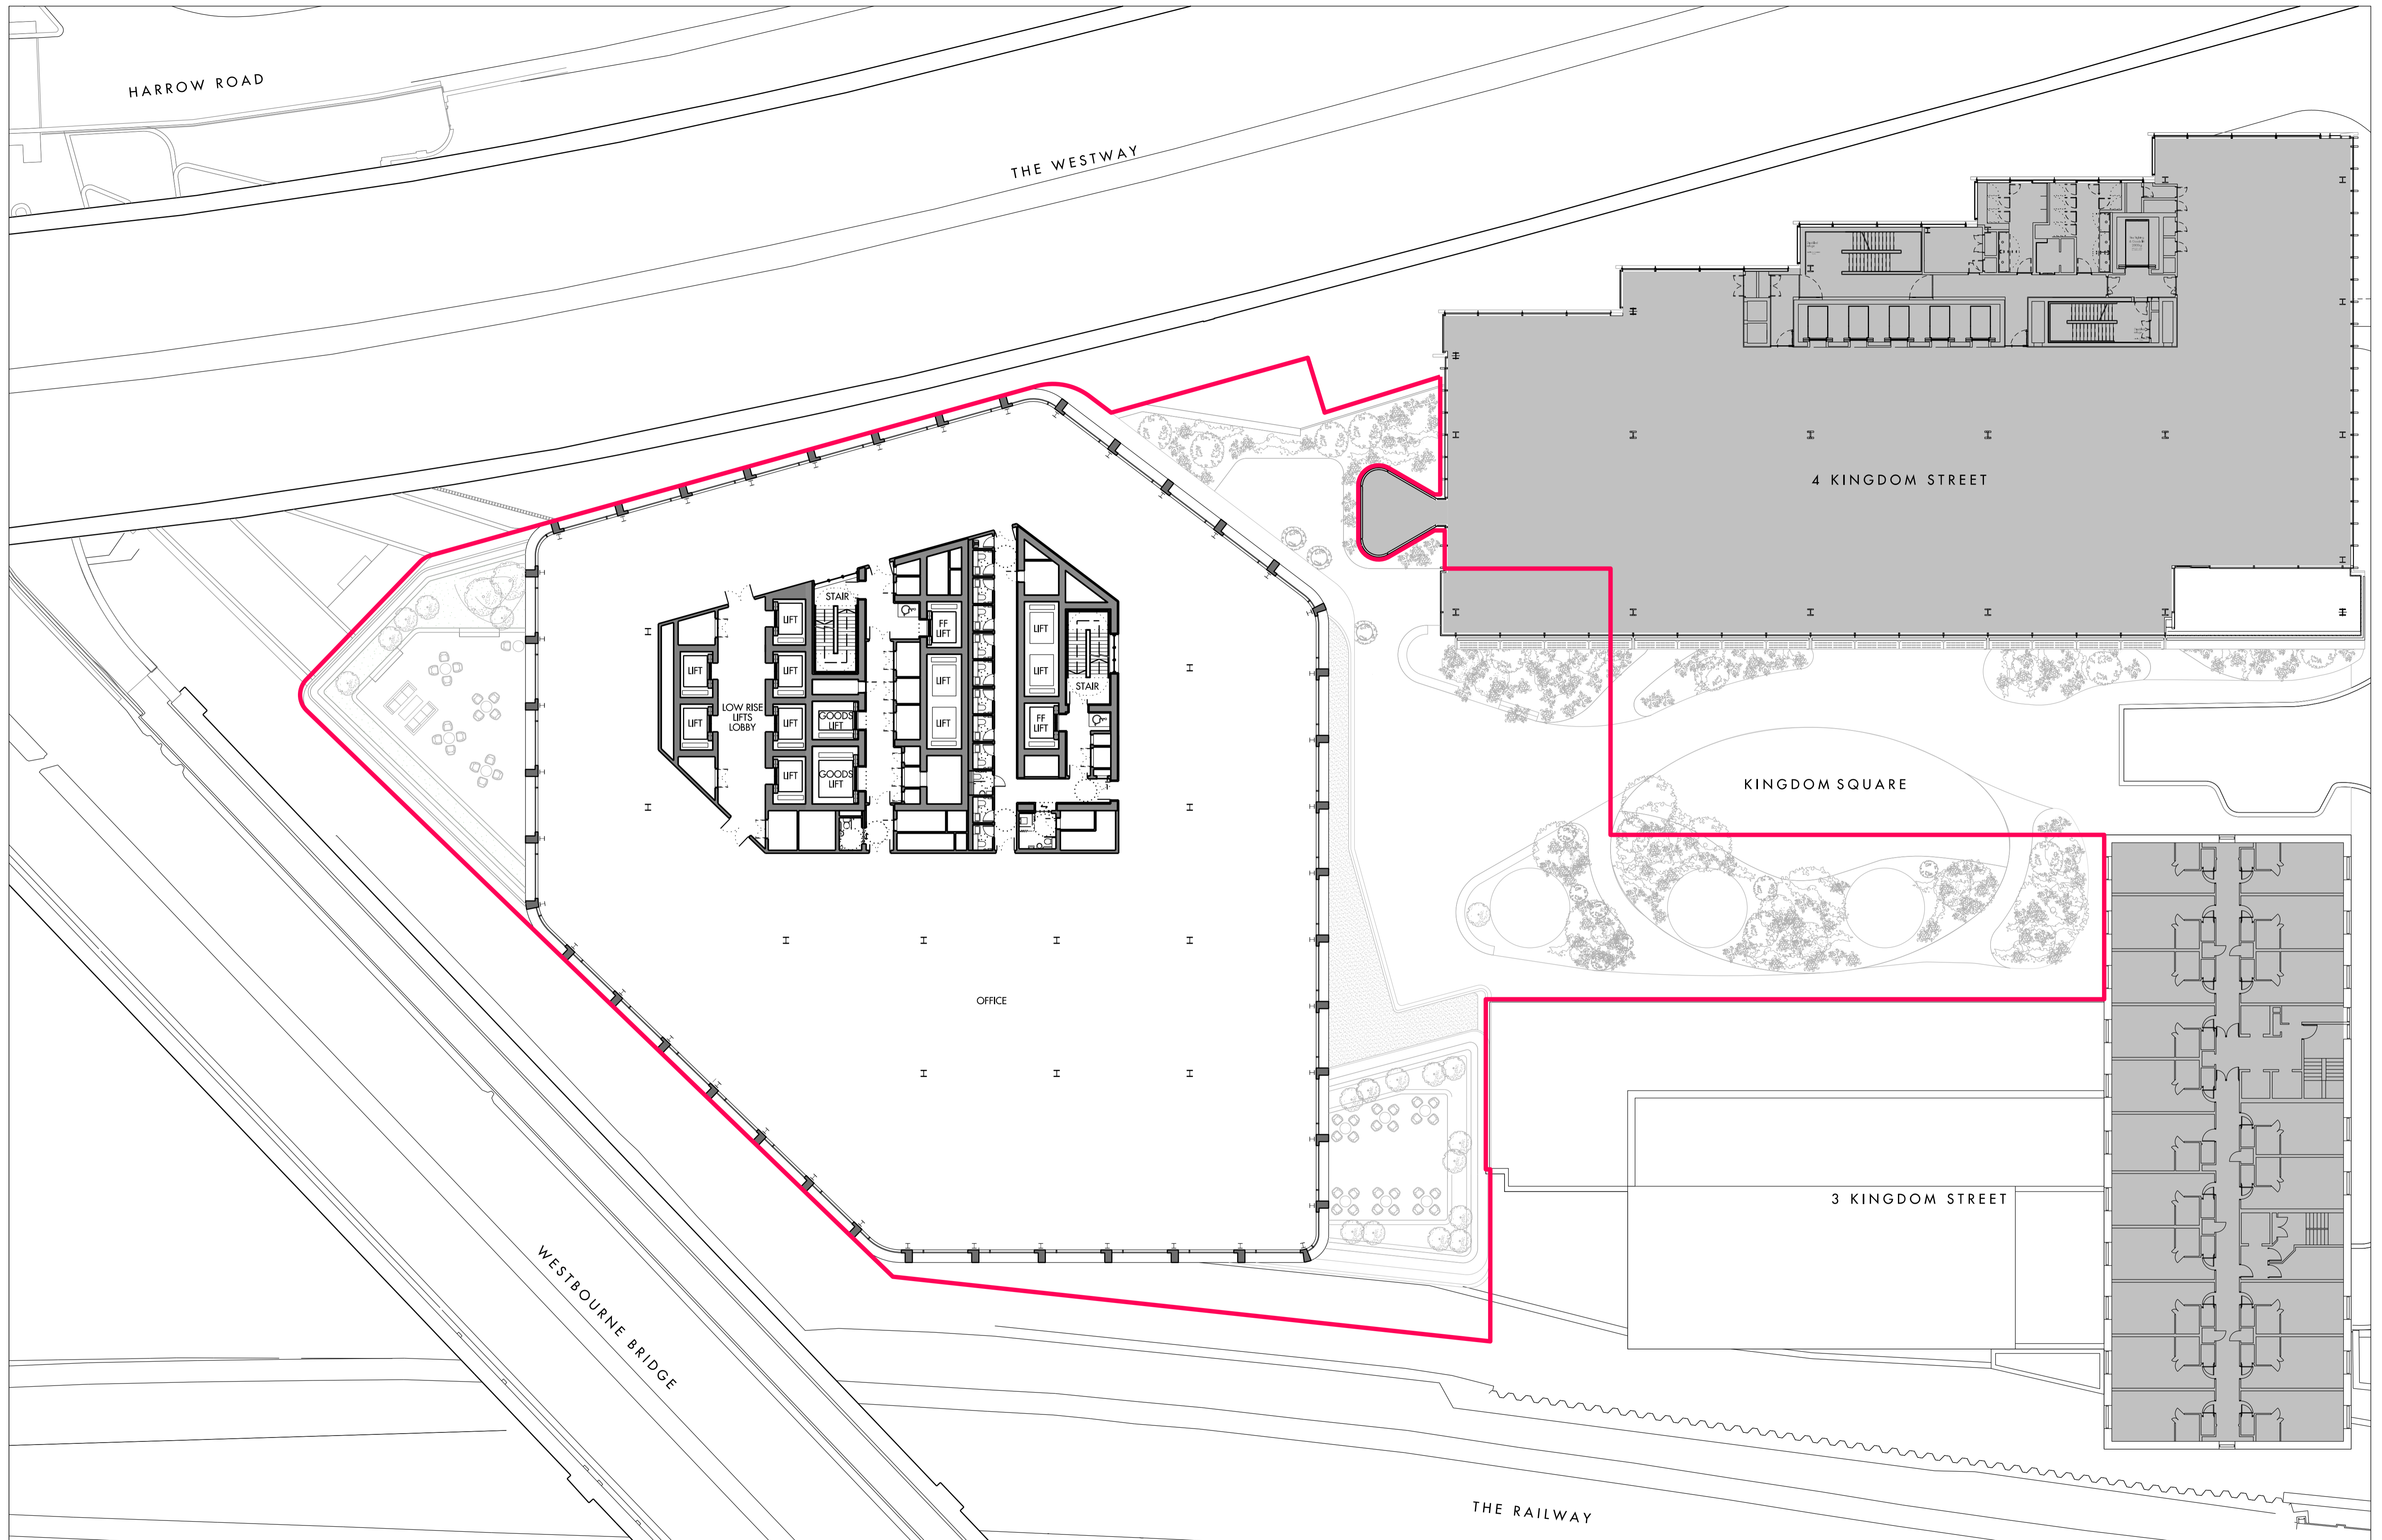 HARROW ROAD
THE WESTWAY
4 KINGDOM STREET
STAIR
LIFT
FF
LIFT
LIFT
LIFT
LIFT
LIFT
LIFT
LIFT
STAIR
LOW RISE
LIFTS
LOBBY
LIFT
LIFT
GOODS
LIFT
LIFT
FF
LIFT
LIFT
GOODS
LIFT
KINGDOM SQUARE
OFFICE
3 KINGDOM STREET
WESTBOURNE BRIDGE
THE RAILWAY